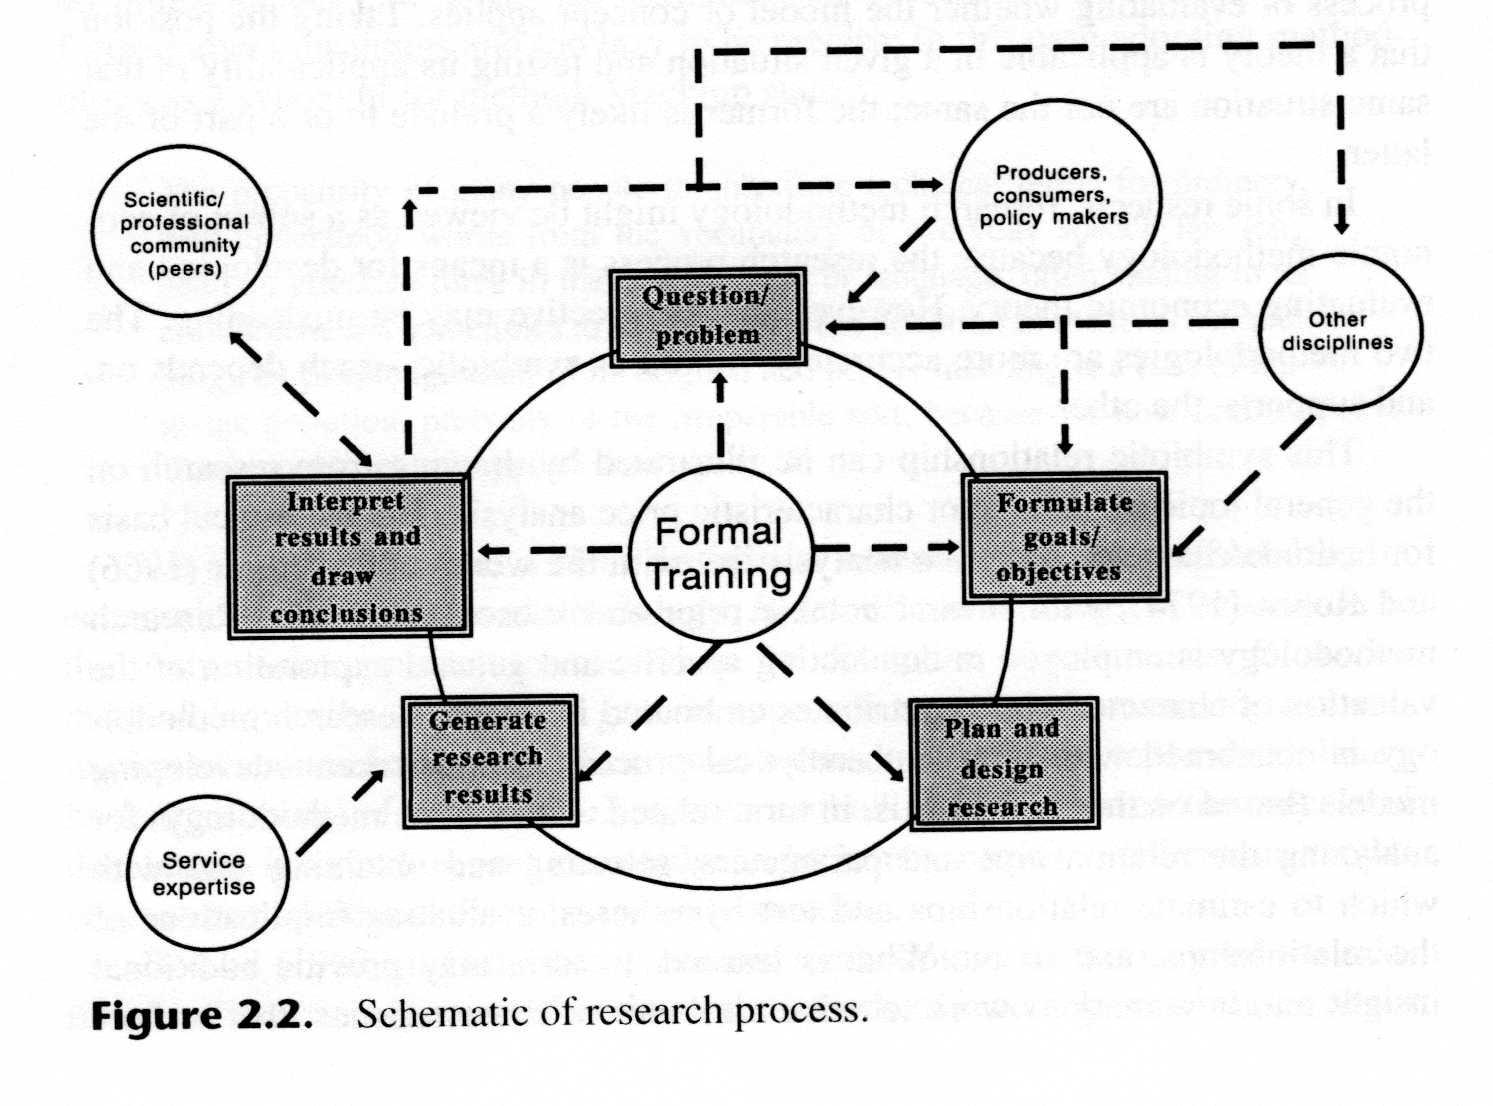 Scientific/
professional
community
(peers)
Producers,
consumers,
policy makers
Question/
problem
Other
disciplines
Interpret
results and
draw
conclusions
Formal
Training
Formulate
goals/
objectives
Generate
research
results
Plan and
design
research
Service
expertise
Figure 2.2. Schematic of research process.